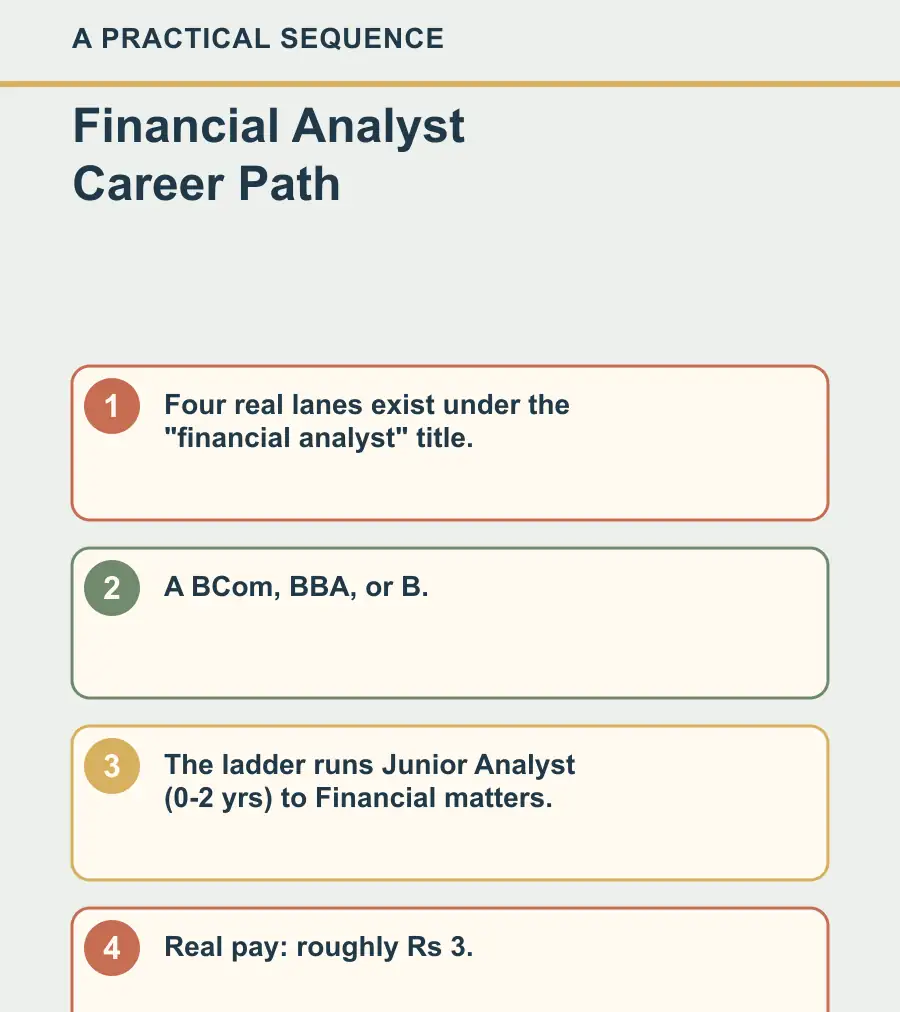 A PRACTICAL SEQUENCE
Financial Analyst
Career Path
1
Four real lanes exist under the
"financial analyst" title.
2
A BCom, BBA, or B.
3
The ladder runs Junior Analyst
(0-2 yrs) to Financial matters.
4
Real pay: roughly Rs 3.